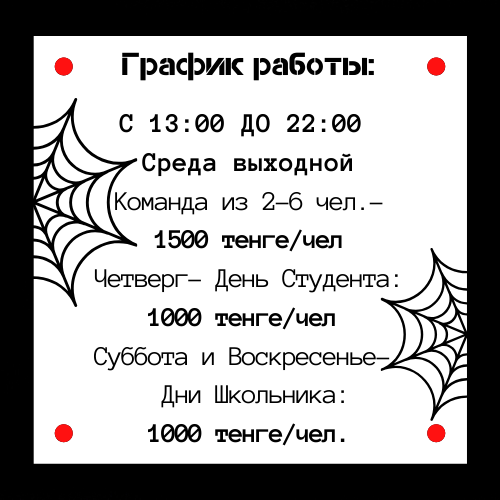 График работы:
С 13:00 ДО 22:00
Среда выходной
Команда из 2-6 чел.-
1500 тенге/чел
Четверг- День Студента:
1000 тенге/чел
Суббота и Воскресенье-
Дни Школьника:
1000 тенге/чел.